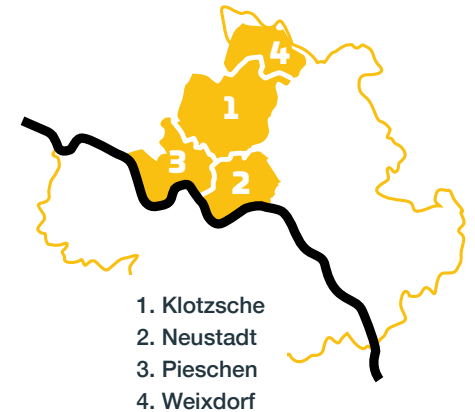 4
1
3
2
1. Klotzsche
2. Neustadt
3. Pieschen
4. Weixdorf